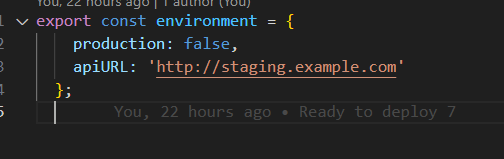 You, 22 hours ago | 1 author (You)
1 export const environment = {
2 production: false,
3 apiURL: 'http://staging.example.com'
4 };
5 You, 22 hours ago • Ready to deploy 7